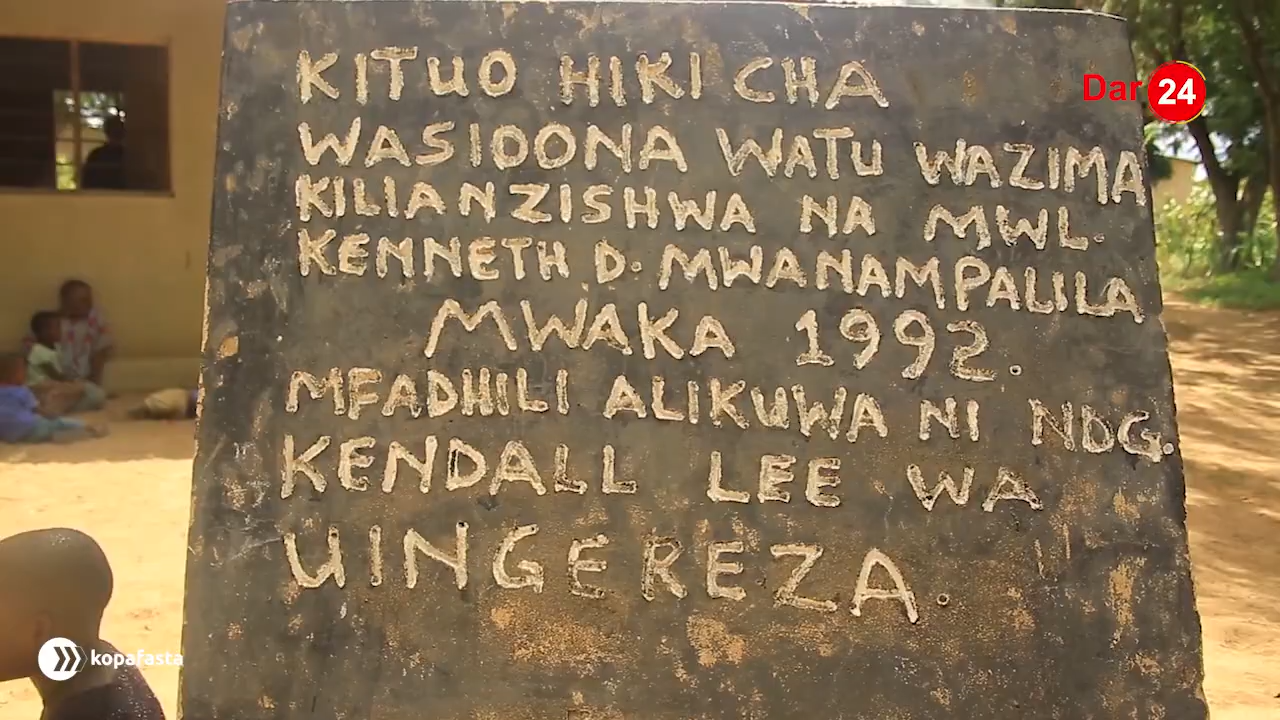 KITUO HIKI CHA
WASIOONA WATU WAZIMA
KILIANZISHWA NA MWL.
KENNETH D. MWANAMPALILA
MWAKA 1992.
MFADHILI ALIKUWA NI NDG.
KENDALL LEE WA
UINGEREZA.
Dar 24
kopafasta